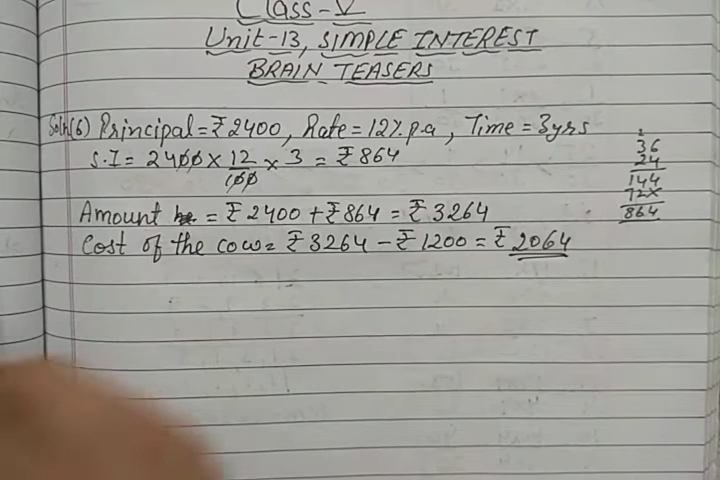 Class-V
Unit-13, SIMPLE INTEREST
BRAIN TEASERS
Soln(6) Principal = ₹2400, Rate = 12% p.a, Time = 3yrs
S.I = 2400 × 12/100 × 3 = ₹864
Amount = ₹2400 + ₹864 = ₹3264
Cost of the cow = ₹3264 - ₹1200 = ₹2064
2
36
24
144
72×
864